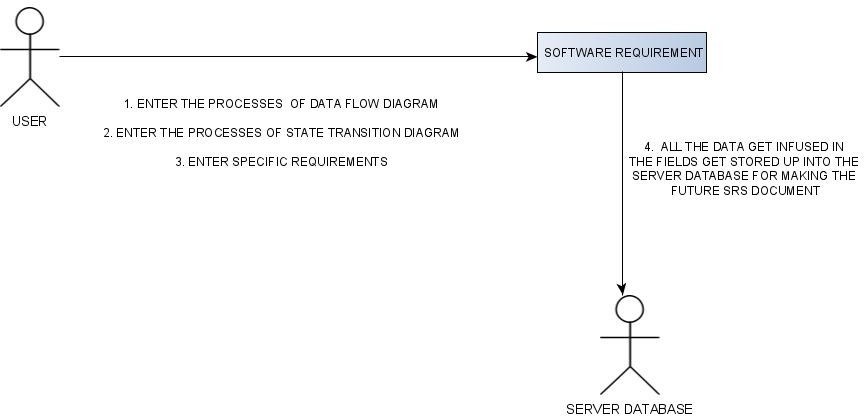 SOFTWARE REQUIREMENT
1. ENTER THE PROCESSES OF DATA FLOW DIAGRAM
USER
2. ENTER THE PROCESSES OF STATE TRANSITION DIAGRAM
3. ENTER SPECIFIC REQUIREMENTS
4. ALL THE DATA GET INFUSED IN
THE FIELDS GET STORED UP INTO THE
SERVER DATABASE FOR MAKING THE
FUTURE SRS DOCUMENT
SERVER DATABASE